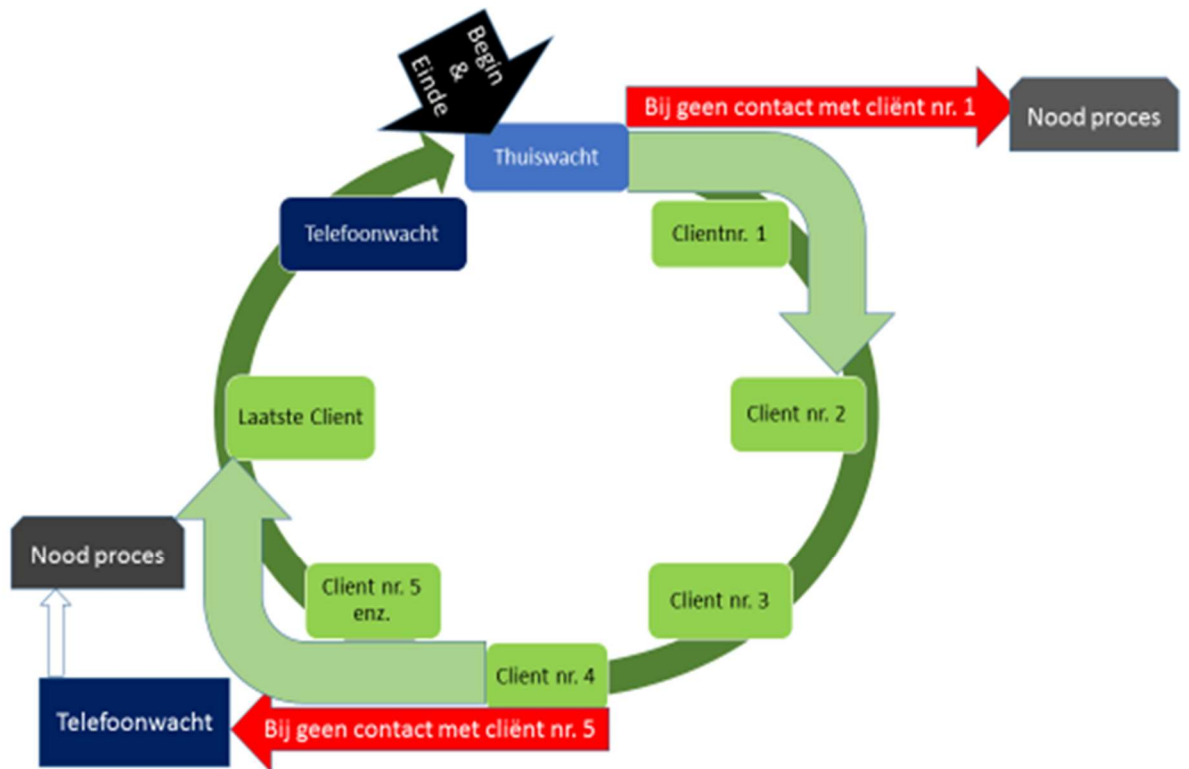 Begin
&
Einde
Bij geen contact met cliënt nr. 1
Nood proces
Thuiswacht
Telefoonwacht
Clientnr. 1
Laatste Client
Client nr. 2
Nood proces
Client nr. 5
enz.
Client nr. 3
Client nr. 4
Telefoonwacht
Bij geen contact met cliënt nr. 5